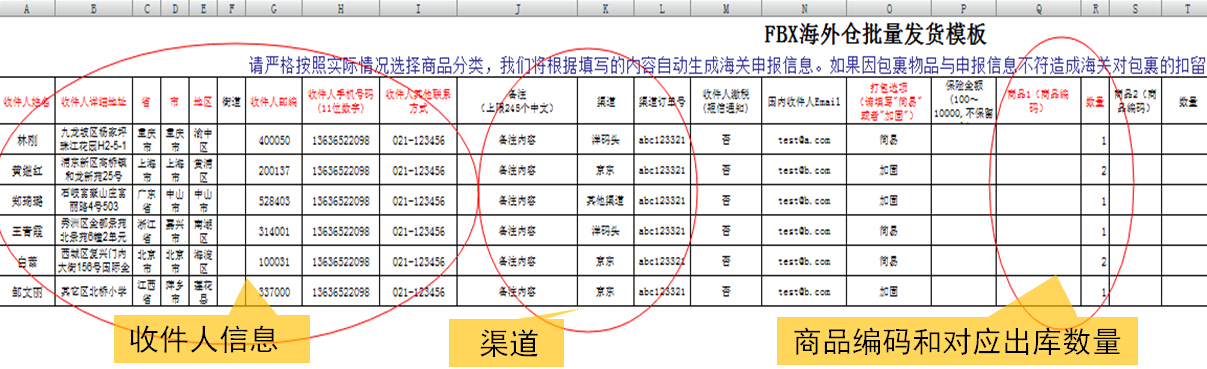 A B C D E F G H I J K L M N O P Q R S T
FBX海外仓批量发货模板
请严格按照实际情况选择商品分类，我们将根据填写的内容自动生成海关申报信息。如果因包裹物品与申报信息不符造成海关对包裹的扣留
收件人姓名 收件人详细地址 省 市 地区 街道 收件人邮编 收件人手机号码（11位数字） 收件人其他联系方式 备注（上限245个中文） 渠道 渠道订单号 收件人缴税（短信通知） 国内收件人Email 打包选项（请填写"简易"或者"加固"） 保险金额（100～10000,不保留 商品1（商品编码） 数量 商品2（商品编码） 数量
林刚 九龙坡区杨家坪珠江花园H2-5-1 重庆市 重庆市 渝中区 400050 13636522098 021-123456 备注内容 洋码头 abc123321 否 test@a.com 简易 1
黄继红 浦东新区高桥镇和龙新苑25号 上海市 上海市 黄浦区 200137 13636522098 021-123456 备注内容 京东 abc123321 否 test@b.com 加固 2
郑琦璐 石岐富豪山庄富丽路4号503 广东省 中山市 中山市 528403 13636522098 021-123456 备注内容 其他渠道 abc123321 否 test@b.com 加固 1
王青霞 秀洲区金都景苑北景苑6幢2单元 浙江省 嘉兴市 南湖区 314001 13636522098 021-123456 备注内容 洋码头 abc123321 否 test@b.com 简易 1
白 西城区复兴门内大街156号国际金 北京市 北京市 海淀区 100031 13636522098 021-123456 备注内容 京东 abc123321 否 test@b.com 简易 2
邹文丽 其它区北桥小学 江西省 萍乡市 莲花县 337000 13636522098 021-123456 备注内容 京东 abc123321 否 test@b.com 加固 1
收件人信息
渠道
商品编码和对应出库数量